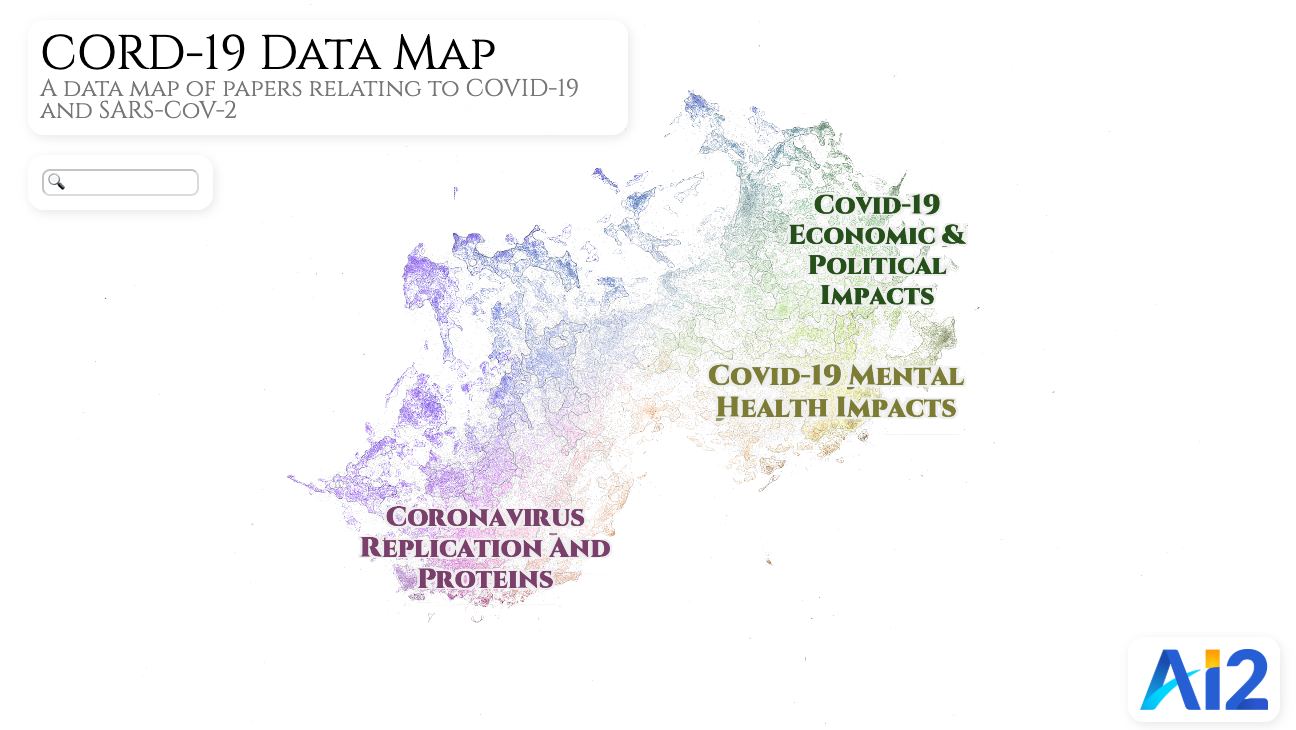 CORD-19 Data Map
A data map of papers relating to COVID-19
and SARS-CoV-2
Covid-19
Economic &
Political
Impacts
Covid-19 Mental
Health Impacts
Coronavirus
Replication And
Proteins
Ai2